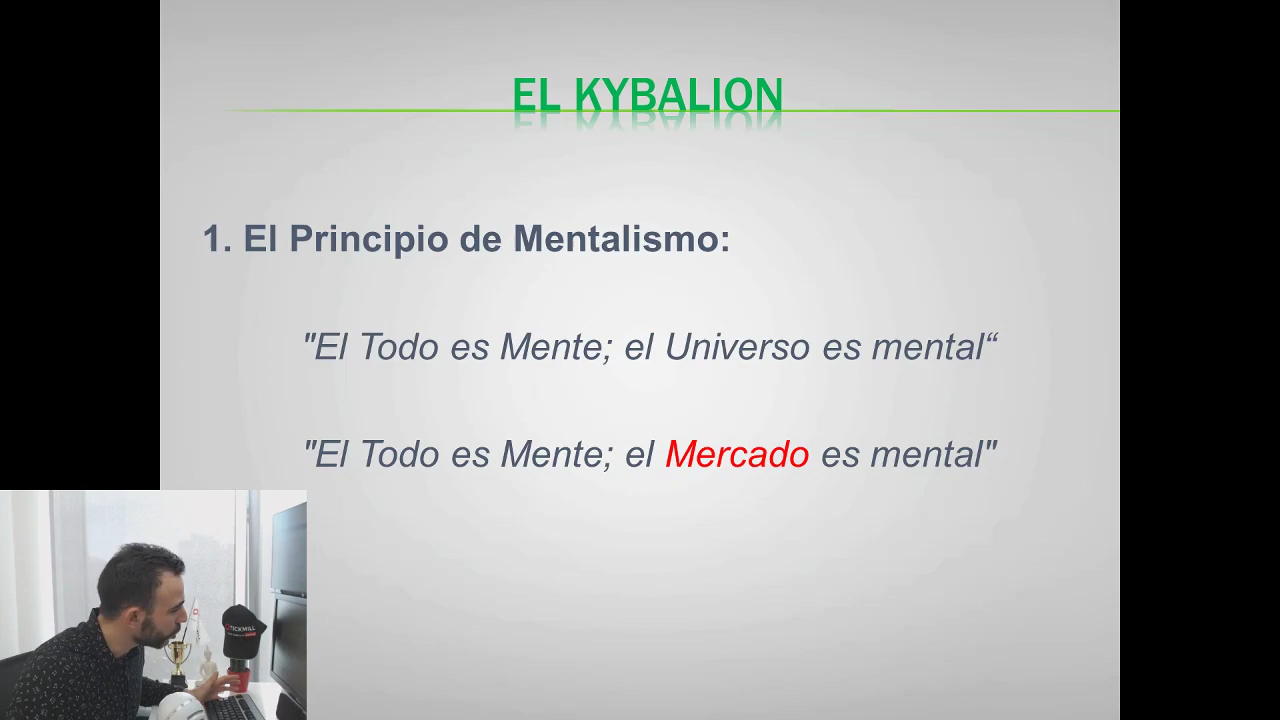 EL KYBALION
1. El Principio de Mentalismo:
"El Todo es Mente; el Universo es mental“
"El Todo es Mente; el Mercado es mental"
TICKMILL